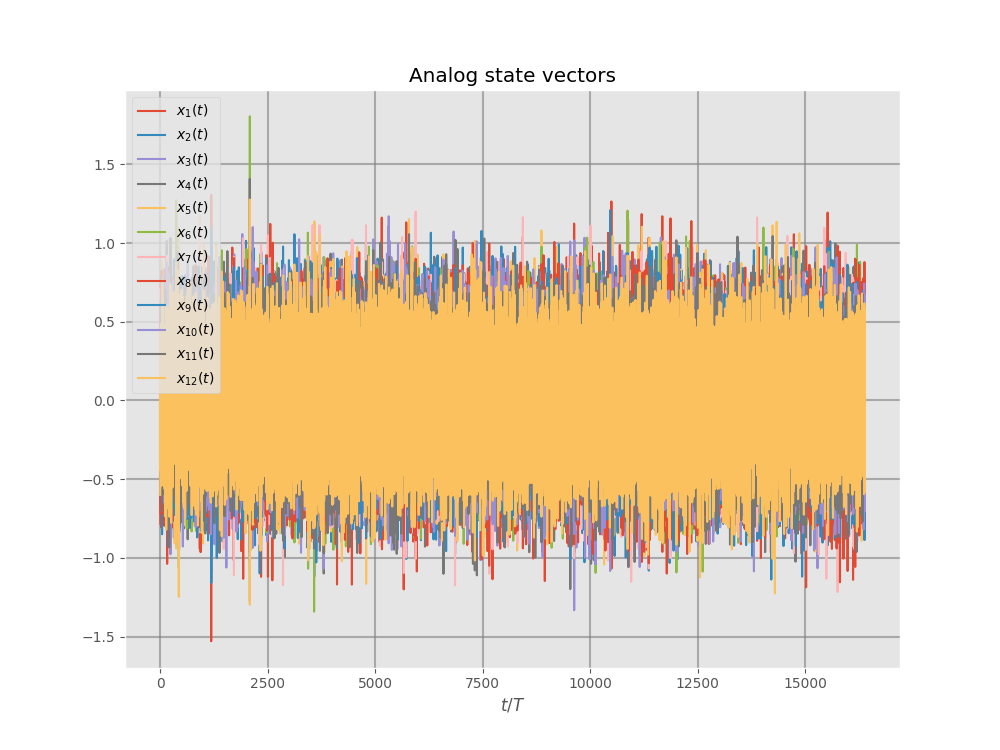 Analog state vectors
x₁(t)
x₂(t)
x₃(t)
x₄(t)
x₅(t)
x₆(t)
x₇(t)
x₈(t)
x₉(t)
x₁₀(t)
x₁₁(t)
x₁₂(t)
1.5
1.0
0.5
0.0
−0.5
−1.0
−1.5
0 2500 5000 7500 10000 12500 15000
t/T